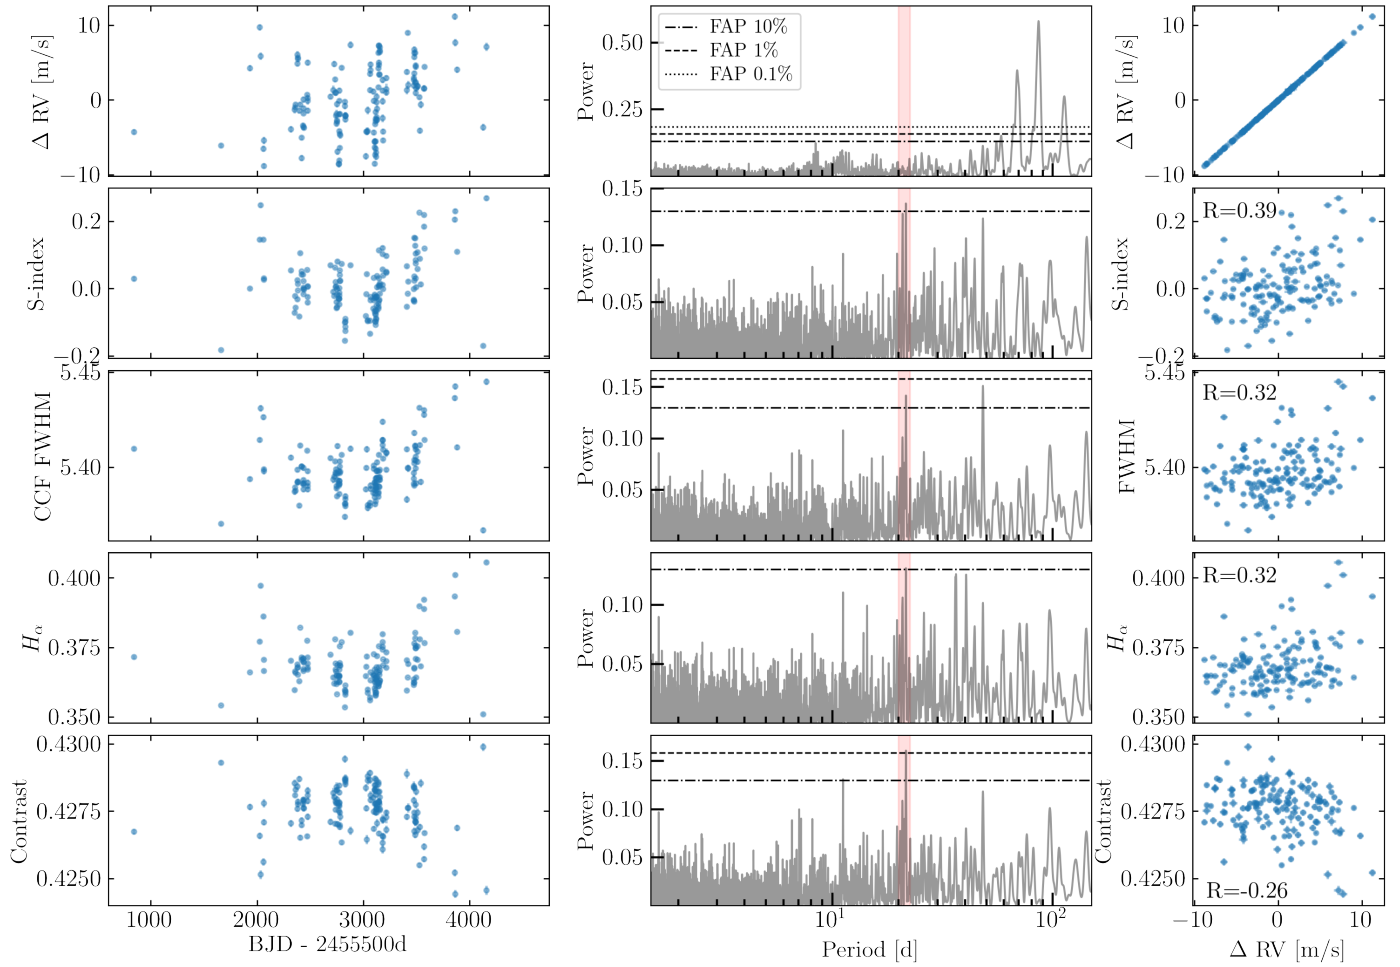 10
0
−10
Δ RV [m/s]
0.50
0.25
Power
FAP 10%
FAP 1%
FAP 0.1%
10
0
−10
Δ RV [m/s]
0.2
0.0
−0.2
S-index
0.15
0.10
0.05
Power
R=0.39
0.2
0.0
−0.2
S-index
5.45
5.40
CCF FWHM
0.15
0.10
0.05
Power
R=0.32
5.45
5.40
FWHM
0.400
0.375
0.350
Hα
0.10
0.05
Power
R=0.32
0.400
0.375
0.350
Hα
0.4300
0.4275
0.4250
Contrast
0.15
0.10
0.05
Power
R=-0.26
0.4300
0.4275
0.4250
Contrast
1000 2000 3000 4000
BJD - 2455500d
10¹ 10²
Period [d]
−10 0 10
Δ RV [m/s]